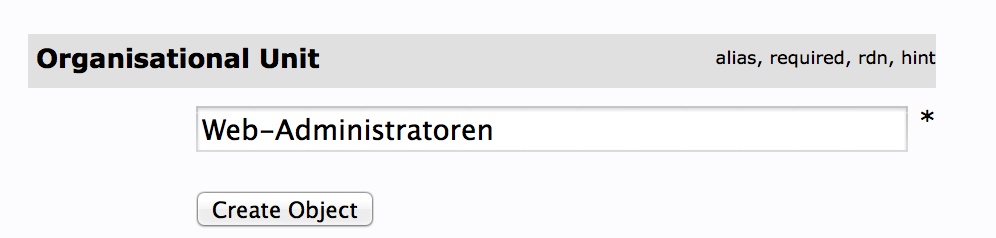 Organisational Unit alias, required, rdn, hint
Web-Administratoren *
Create Object